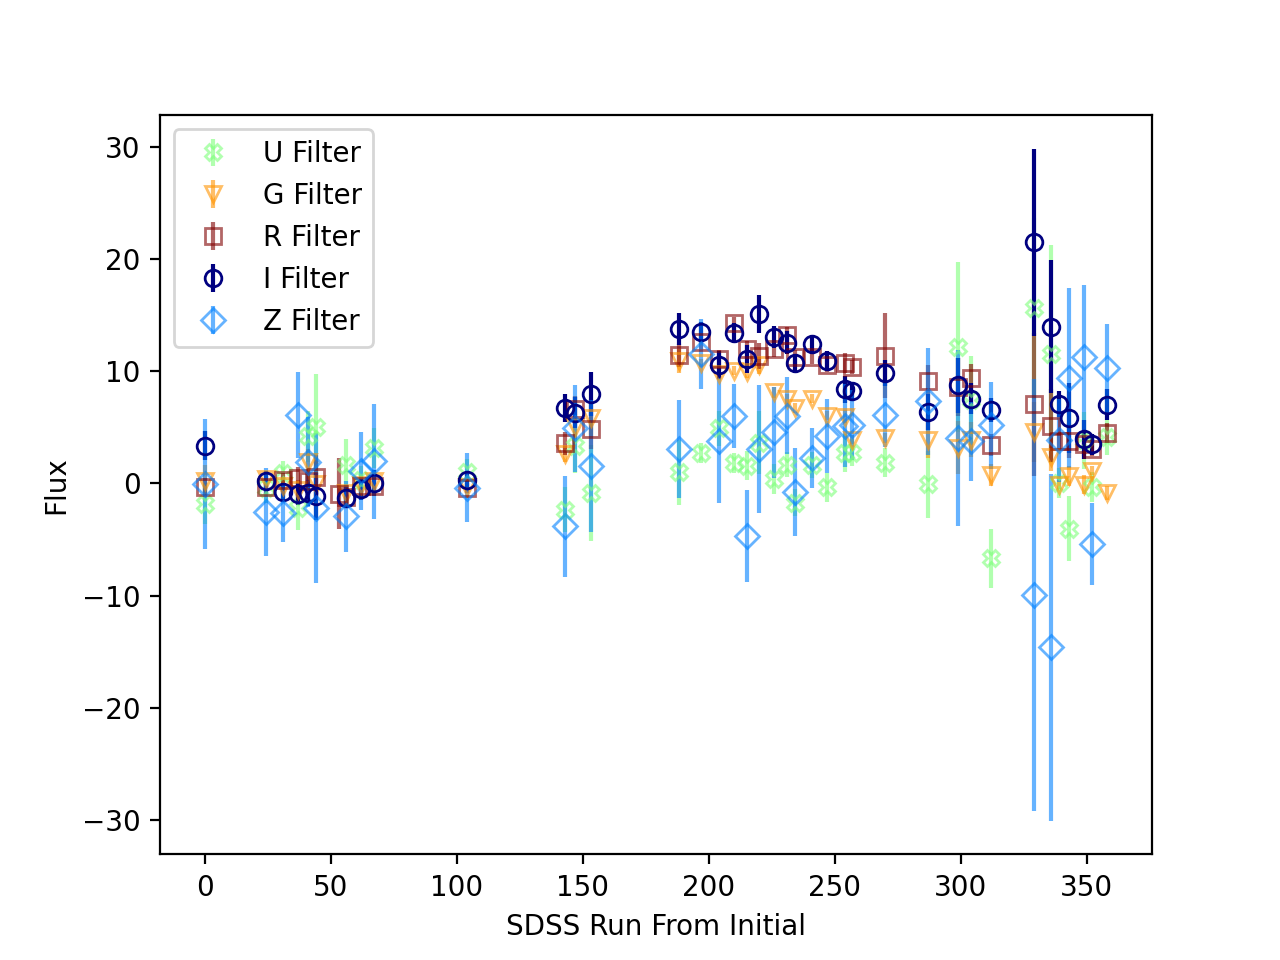 U Filter
G Filter
R Filter
I Filter
Z Filter
30
20
10
0
−10
−20
−30
Flux
0 50 100 150 200 250 300 350
SDSS Run From Initial